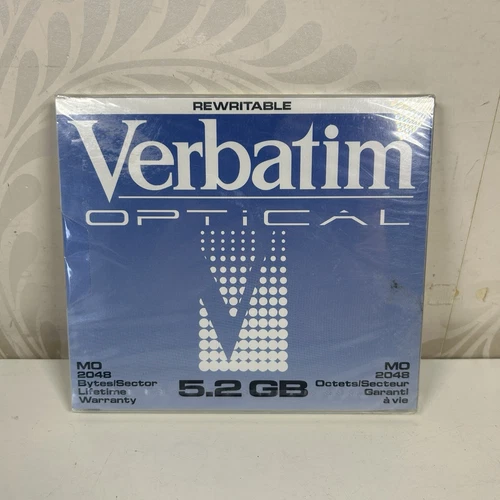 REWRITABLE
Verbatim
OPTICAL
MO
2048
Bytes/Sector
Lifetime
Warranty
5.2 GB
MO
2048
Octets/Secteur
Garanti
à vie